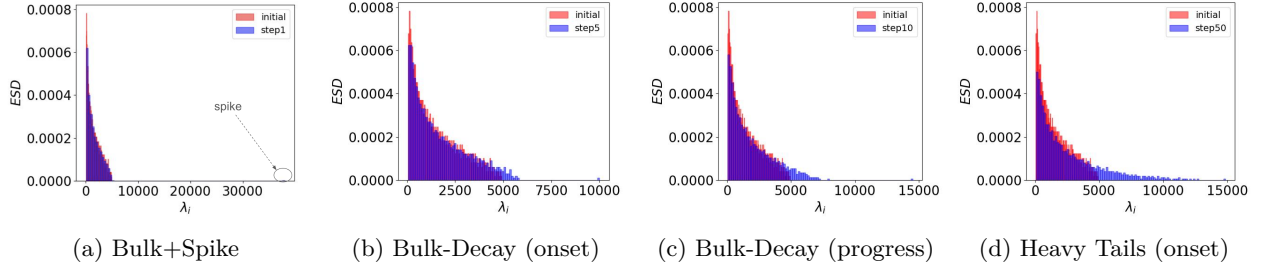 ESD
0.0008
0.0006
0.0004
0.0002
0.0000
initial
step1
spike
0 10000 20000 30000
λi
(a) Bulk+Spike
ESD
0.0008
0.0006
0.0004
0.0002
0.0000
initial
step5
0 2500 5000 7500 10000
λi
(b) Bulk-Decay (onset)
ESD
0.0008
0.0006
0.0004
0.0002
0.0000
initial
step10
0 5000 10000 15000
λi
(c) Bulk-Decay (progress)
ESD
0.0008
0.0006
0.0004
0.0002
0.0000
initial
step50
0 5000 10000 15000
λi
(d) Heavy Tails (onset)